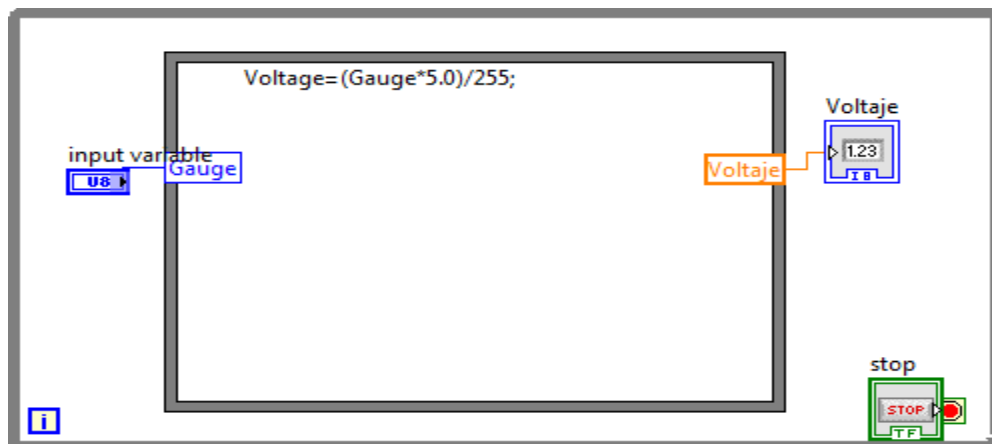 Voltage=(Gauge*5.0)/255;
Voltaje
input variable
1.23
Gauge
Voltaje
U8
I8
stop
i
STOP
TF